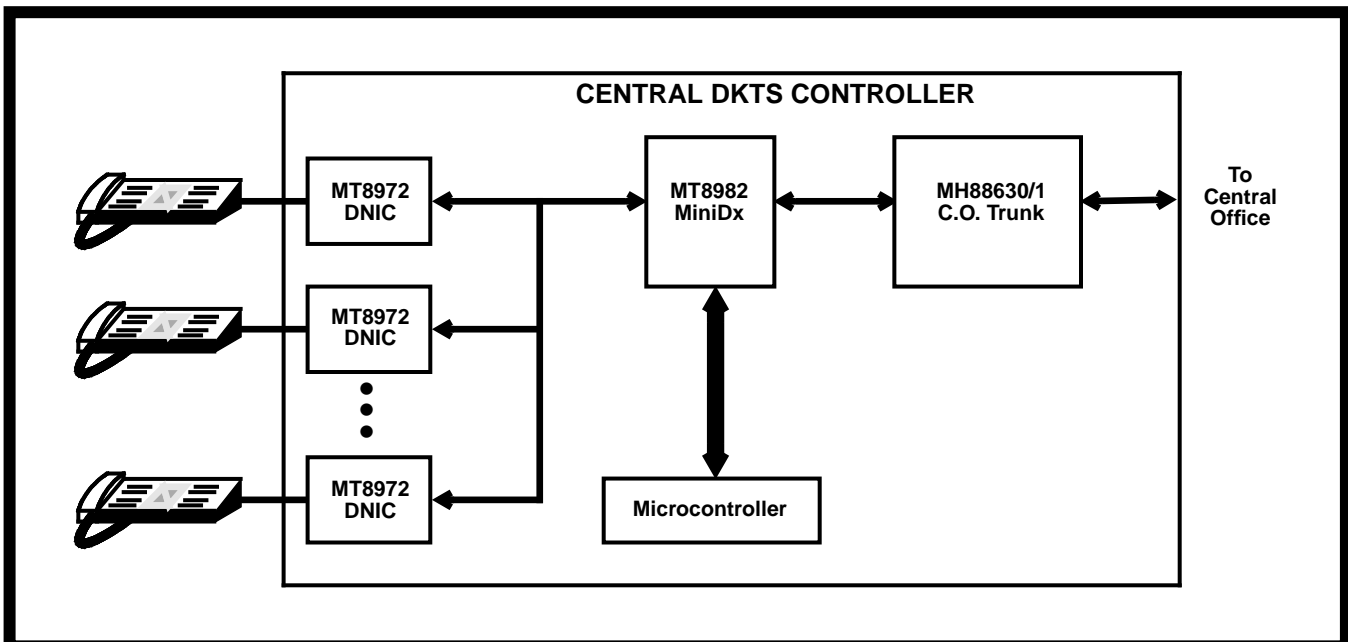 CENTRAL DKTS CONTROLLER
MT8972
DNIC
MT8982
MiniDx
MH88630/1
C.O. Trunk
To
Central
Office
MT8972
DNIC
MT8972
DNIC
Microcontroller